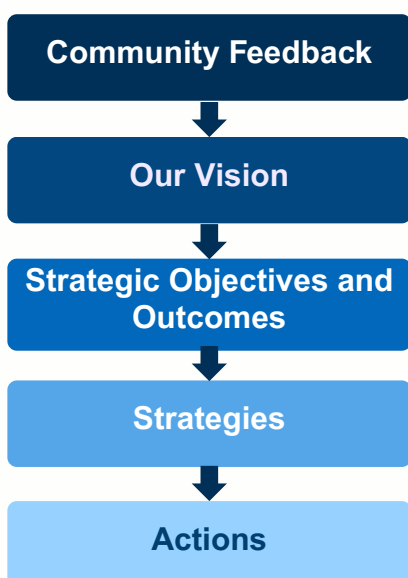 Community Feedback
Our Vision
Strategic Objectives and
Outcomes
Strategies
Actions